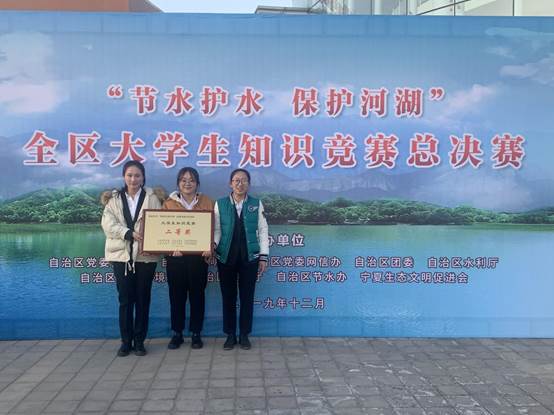 “节水护水 保护河湖”
全区大学生知识竞赛总决赛
二等奖
办单位
自治区党委 区党委网信办 自治区团委 自治区水利厅
自治区 境 自治区节水办 宁夏生态文明促进会
一九年十二月